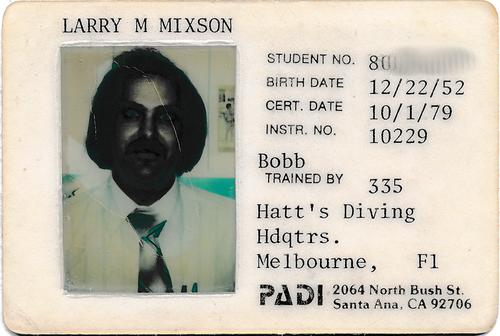 LARRY M MIXSON
STUDENT NO. 80
BIRTH DATE 12/22/52
CERT. DATE 10/1/79
INSTR. NO. 10229
Bobb
TRAINED BY 335
Hatt's Diving
Hdqtrs.
Melbourne, Fl
PADI 2064 North Bush St.
Santa Ana, CA 92706